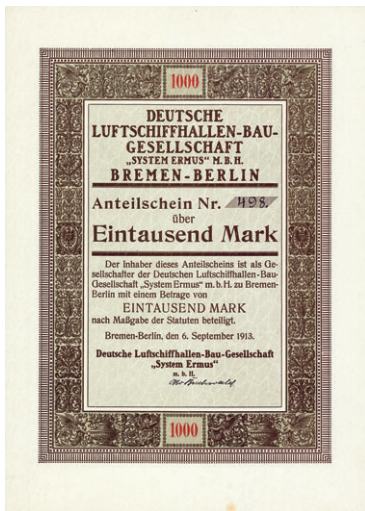 1000
DEUTSCHE
LUFTSCHIFFHALLEN-BAU-
GESELLSCHAFT
„SYSTEM ERMUS“ M.B.H.
BREMEN-BERLIN
Anteilschein Nr. 498.
über
Eintausend Mark
Der Inhaber dieses Anteilscheins ist als Ge-
sellschafter der Deutschen Luftschiffhallen-Bau-
Gesellschaft „System Ermus“ m. b. H. zu Bremen-
Berlin mit einem Betrage von
EINTAUSEND MARK
nach Maßgabe der Statuten beteiligt.
Bremen-Berlin, den 6. September 1913.
Deutsche Luftschiffhallen-Bau-Gesellschaft
„System Ermus“
m. b. H.
1000